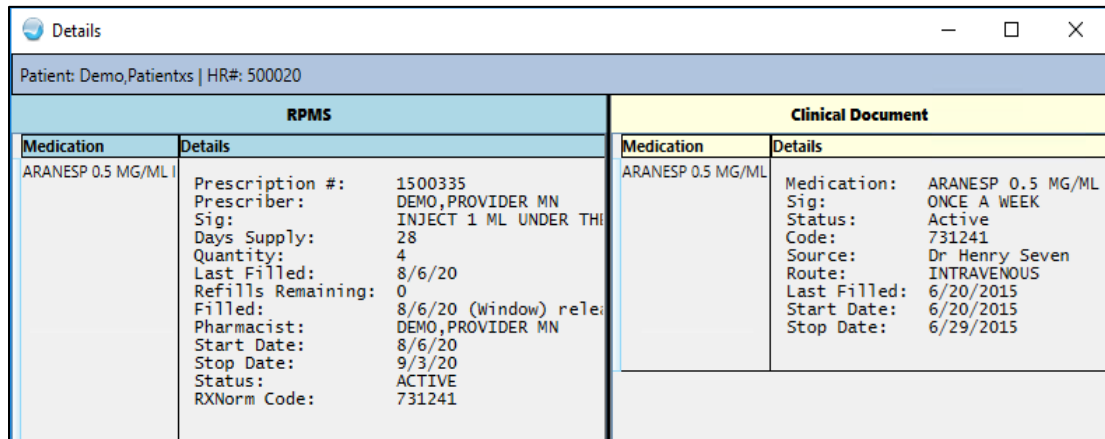 Details
Patient: Demo,Patientxs | HR#: 500020
RPMS
Medication Details
ARANESP 0.5 MG/ML I
Prescription #: 1500335
Prescriber: DEMO,PROVIDER MN
Sig: INJECT 1 ML UNDER THE
Days Supply: 28
Quantity: 4
Last Filled: 8/6/20
Refills Remaining: 0
Filled: 8/6/20 (Window) relea
Pharmacist: DEMO,PROVIDER MN
Start Date: 8/6/20
Stop Date: 9/3/20
Status: ACTIVE
RXNorm Code: 731241
Clinical Document
Medication Details
ARANESP 0.5 MG/ML
Medication: ARANESP 0.5 MG/ML
Sig: ONCE A WEEK
Status: Active
Code: 731241
Source: Dr Henry Seven
Route: INTRAVENOUS
Last Filled: 6/20/2015
Start Date: 6/20/2015
Stop Date: 6/29/2015